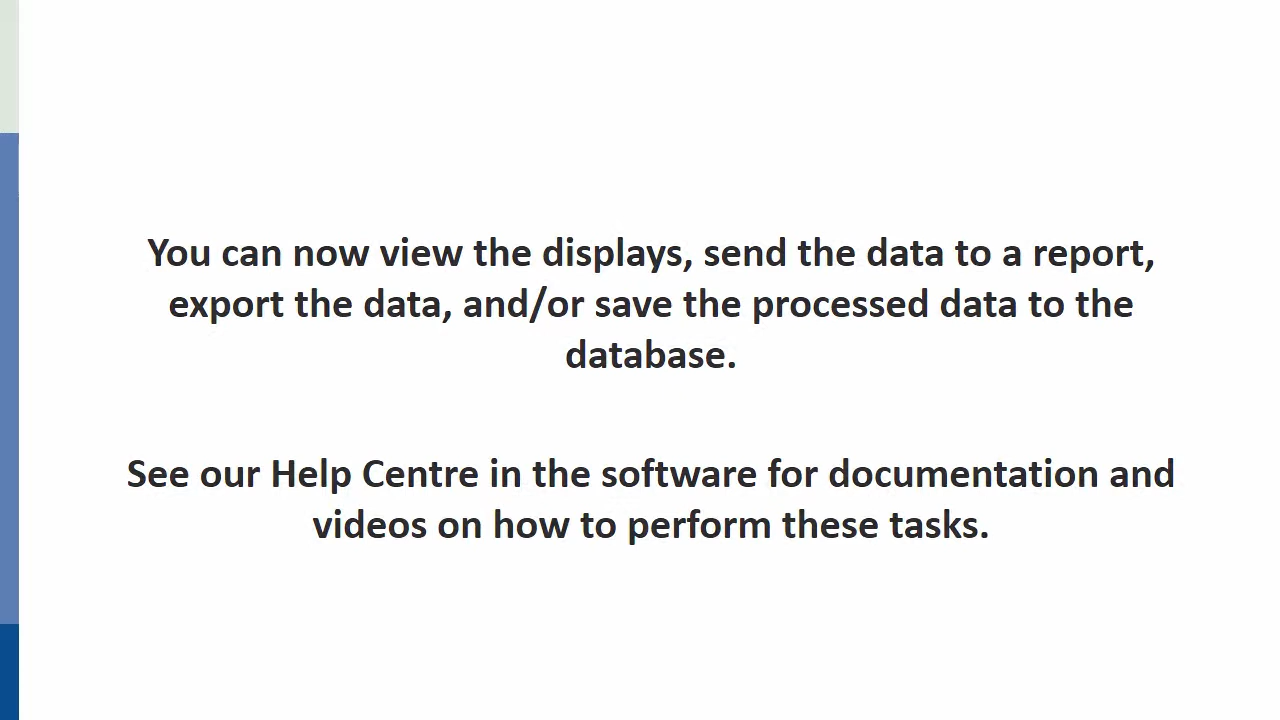 You can now view the displays, send the data to a report,
export the data, and/or save the processed data to the
database.
See our Help Centre in the software for documentation and
videos on how to perform these tasks.